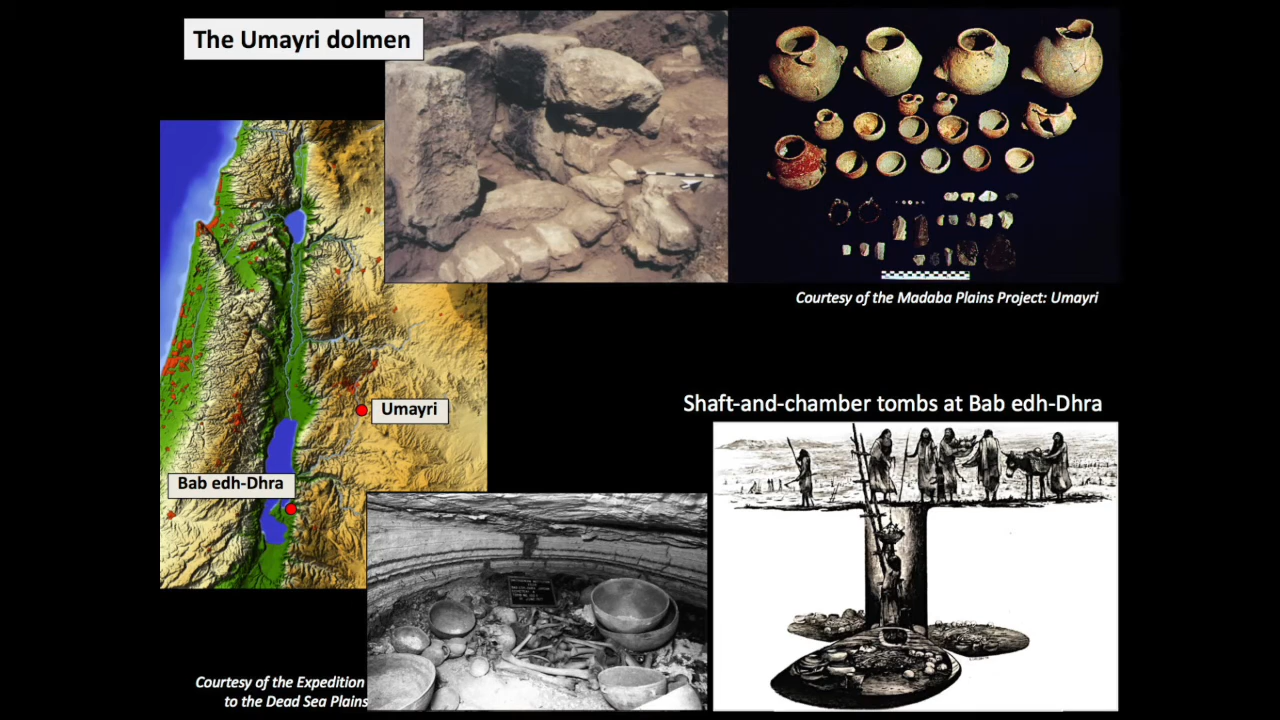 The Umayri dolmen
Courtesy of the Madaba Plains Project: Umayri
Umayri
Bab edh-Dhra
Shaft-and-chamber tombs at Bab edh-Dhra
Courtesy of the Expedition
to the Dead Sea Plains